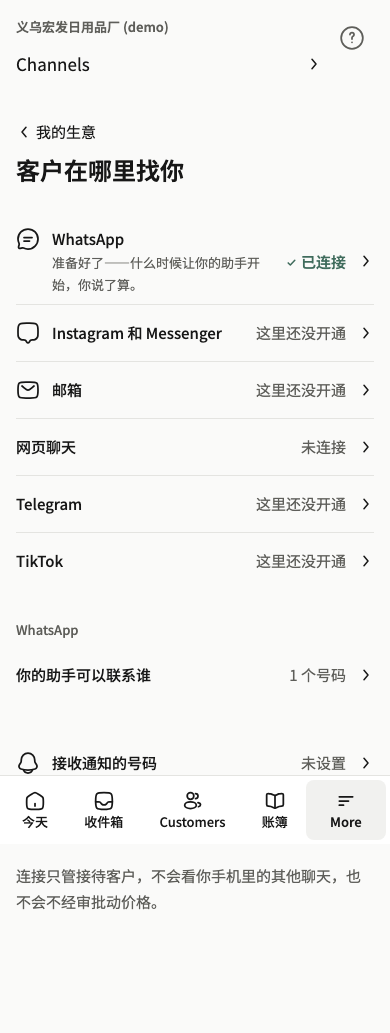 义乌宏发日用品厂 (demo)
Channels
我的生意
客户在哪里找你
WhatsApp
准备好了——什么时候让你的助手开
始，你说了算。
已连接
Instagram 和 Messenger
这里还没开通
邮箱
这里还没开通
网页聊天
未连接
Telegram
这里还没开通
TikTok
这里还没开通
WhatsApp
你的助手可以联系谁
1 个号码
接收通知的号码
未设置
今天
收件箱
Customers
账簿
More
连接只管接待客户，不会看你手机里的其他聊天，也
不会不经审批动价格。